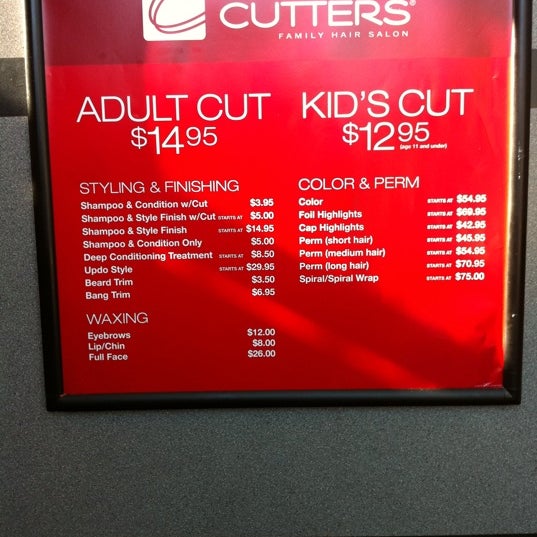 CUTTERS®
FAMILY HAIR SALON
ADULT CUT
$14.95
KID'S CUT
$12.95
(age 11 and under)
STYLING & FINISHING
Shampoo & Condition w/Cut $3.95
Shampoo & Style Finish w/Cut STARTS AT $5.00
Shampoo & Style Finish STARTS AT $14.95
Shampoo & Condition Only $5.00
Deep Conditioning Treatment STARTS AT $8.50
Updo Style STARTS AT $29.95
Beard Trim $3.50
Bang Trim $6.95
WAXING
Eyebrows $12.00
Lip/Chin $8.00
Full Face $26.00
COLOR & PERM
Color STARTS AT $54.95
Foil Highlights STARTS AT $69.95
Cap Highlights STARTS AT $42.95
Perm (short hair) STARTS AT $45.95
Perm (medium hair) STARTS AT $54.95
Perm (long hair) STARTS AT $70.95
Spiral/Spiral Wrap STARTS AT $75.00